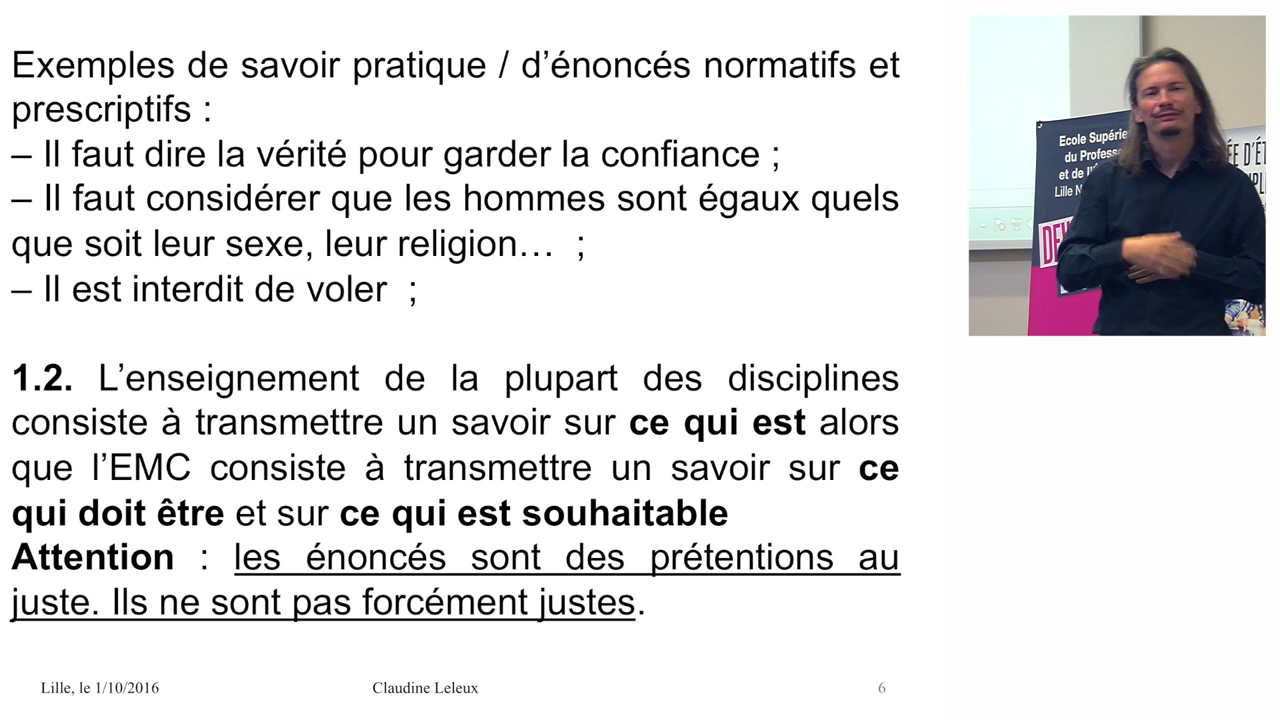 Exemples de savoir pratique / d’énoncés normatifs et
prescriptifs :
– Il faut dire la vérité pour garder la confiance ;
– Il faut considérer que les hommes sont égaux quels
que soit leur sexe, leur religion… ;
– Il est interdit de voler ;
1.2. L’enseignement de la plupart des disciplines
consiste à transmettre un savoir sur ce qui est alors
que l’EMC consiste à transmettre un savoir sur ce
qui doit être et sur ce qui est souhaitable
Attention : les énoncés sont des prétentions au
juste. Ils ne sont pas forcément justes.
Lille, le 1/10/2016
Claudine Leleux
6
Ecole Supérie
du Profess
et de l'
Lille N